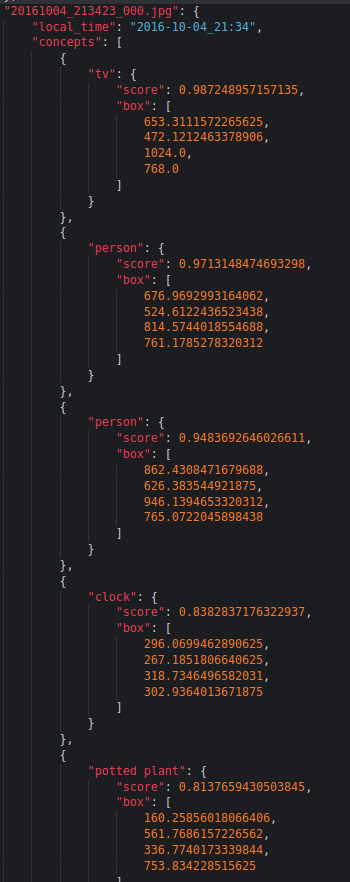 "20161004_213423_000.jpg": {
"local_time": "2016-10-04_21:34",
"concepts": [
{
"tv": {
"score": 0.987248957157135,
"box": [
653.3111572265625,
472.1212463378906,
1024.0,
768.0
]
}
},
{
"person": {
"score": 0.9713148474693298,
"box": [
676.9692993164062,
524.6122436523438,
814.5744018554688,
761.1785278320312
]
}
},
{
"person": {
"score": 0.9483692646026611,
"box": [
862.4308471679688,
626.383544921875,
946.1394653320312,
765.0722045898438
]
}
},
{
"clock": {
"score": 0.8382837176322937,
"box": [
296.0699462890625,
267.1851806640625,
318.7346496582031,
302.9364013671875
]
}
},
{
"potted plant": {
"score": 0.8137659430503845,
"box": [
160.25856018066406,
561.7686157226562,
336.7740173339844,
753.834228515625
]